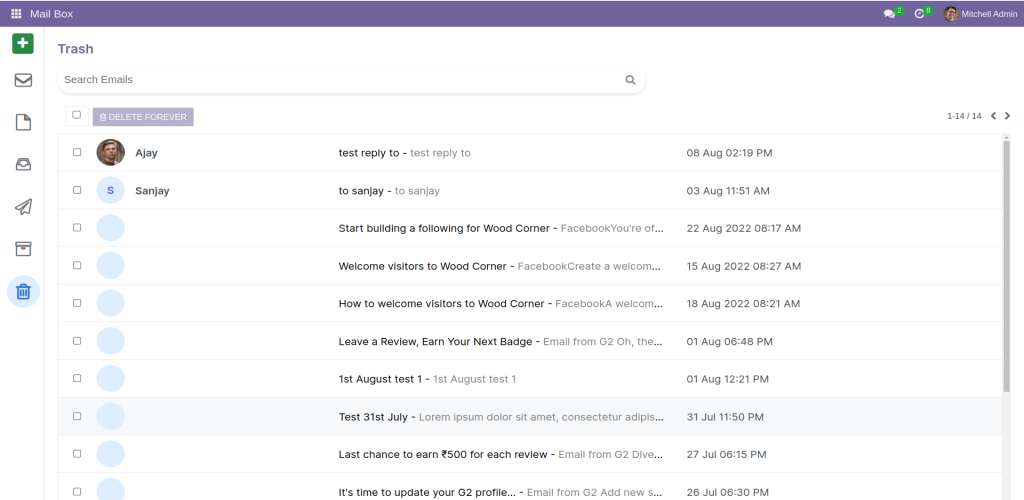 Mail Box 2 8 Mitchell Admin
Trash
Search Emails
DELETE FOREVER 1-14 / 14
Ajay test reply to - test reply to 08 Aug 02:19 PM
S Sanjay to sanjay - to sanjay 03 Aug 11:51 AM
Start building a following for Wood Corner - FacebookYou're of... 22 Aug 2022 08:17 AM
Welcome visitors to Wood Corner - FacebookCreate a welcom... 15 Aug 2022 08:27 AM
How to welcome visitors to Wood Corner - FacebookA welcom... 18 Aug 2022 08:21 AM
Leave a Review, Earn Your Next Badge - Email from G2 Oh, the... 01 Aug 06:48 PM
1st August test 1 - 1st August test 1 01 Aug 12:21 PM
Test 31st July - Lorem ipsum dolor sit amet, consectetur adipis... 31 Jul 11:50 PM
Last chance to earn ₹500 for each review - Email from G2 Dive... 27 Jul 06:15 PM
It's time to update your G2 profile... - Email from G2 Add new s... 26 Jul 06:30 PM